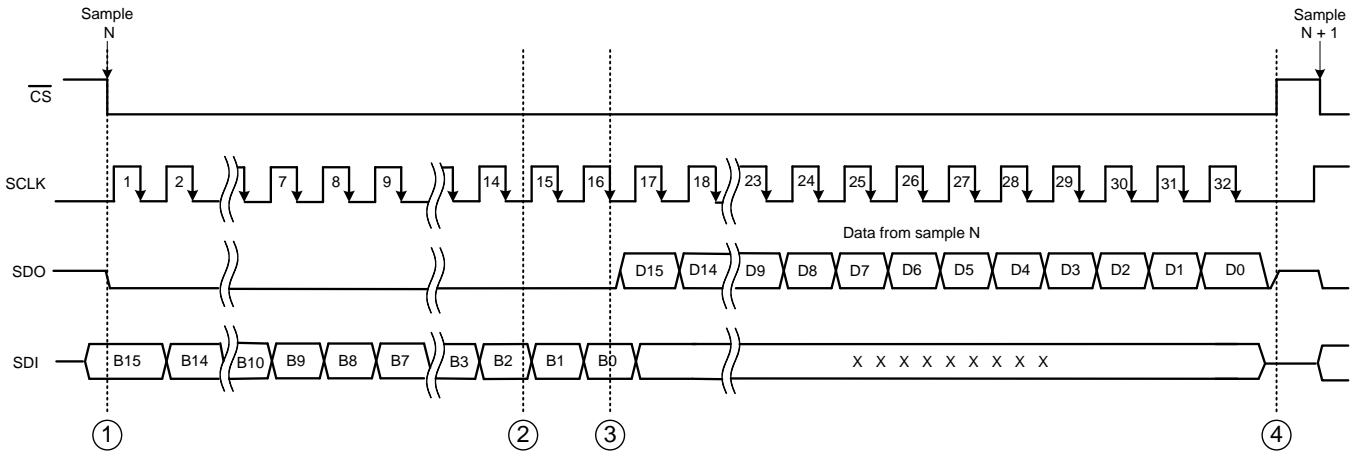 Sample
N
Sample
N + 1
CS
SCLK
1 2 7 8 9 14 15 16 17 18 23 24 25 26 27 28 29 30 31 32
Data from sample N
SDO
D15 D14 D9 D8 D7 D6 D5 D4 D3 D2 D1 D0
SDI
B15 B14 B10 B9 B8 B7 B3 B2 B1 B0 X X X X X X X X X
1 2 3 4